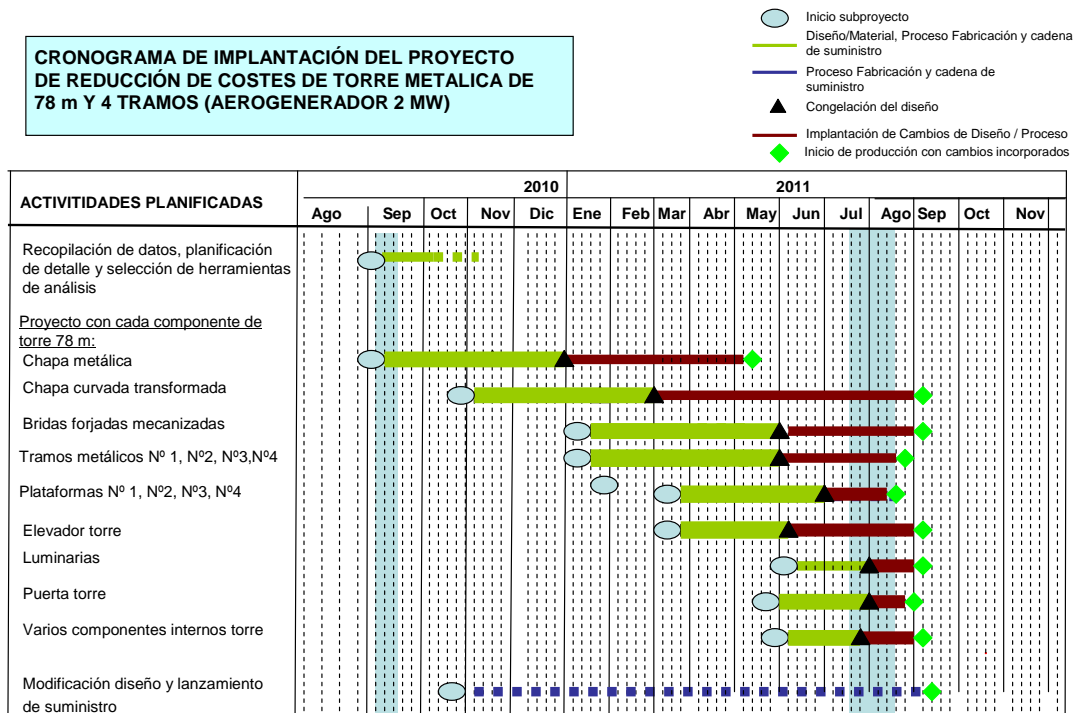 Inicio subproyecto
Diseño/Material, Proceso Fabricación y cadena
de suministro
Proceso Fabricación y cadena de
suministro
Congelación del diseño
Implantación de Cambios de Diseño / Proceso
Inicio de producción con cambios incorporados
CRONOGRAMA DE IMPLANTACIÓN DEL PROYECTO
DE REDUCCIÓN DE COSTES DE TORRE METALICA DE
78 m Y 4 TRAMOS (AEROGENERADOR 2 MW)
ACTIVITIDADES PLANIFICADAS
2010 2011
Ago Sep Oct Nov Dic Ene Feb Mar Abr May Jun Jul Ago Sep Oct Nov
Recopilación de datos, planificación
de detalle y selección de herramientas
de análisis
Proyecto con cada componente de
torre 78 m:
Chapa metálica
Chapa curvada transformada
Bridas forjadas mecanizadas
Tramos metálicos Nº 1, Nº2, Nº3,Nº4
Plataformas Nº 1, Nº2, Nº3, Nº4
Elevador torre
Luminarias
Puerta torre
Varios componentes internos torre
Modificación diseño y lanzamiento
de suministro